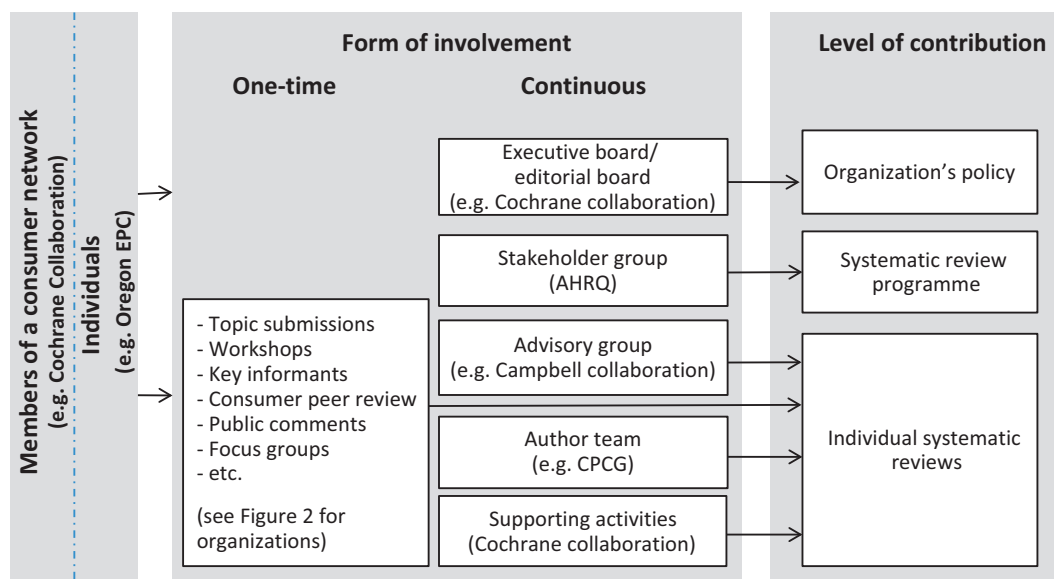 Members of a consumer network
(e.g. Cochrane Collaboration)
Individuals
(e.g. Oregon EPC)
Form of involvement
One-time
Continuous
- Topic submissions
- Workshops
- Key informants
- Consumer peer review
- Public comments
- Focus groups
- etc.
(see Figure 2 for
organizations)
Executive board/
editorial board
(e.g. Cochrane collaboration)
Stakeholder group
(AHRQ)
Advisory group
(e.g. Campbell collaboration)
Author team
(e.g. CPCG)
Supporting activities
(Cochrane collaboration)
Level of contribution
Organization’s policy
Systematic review
programme
Individual systematic
reviews